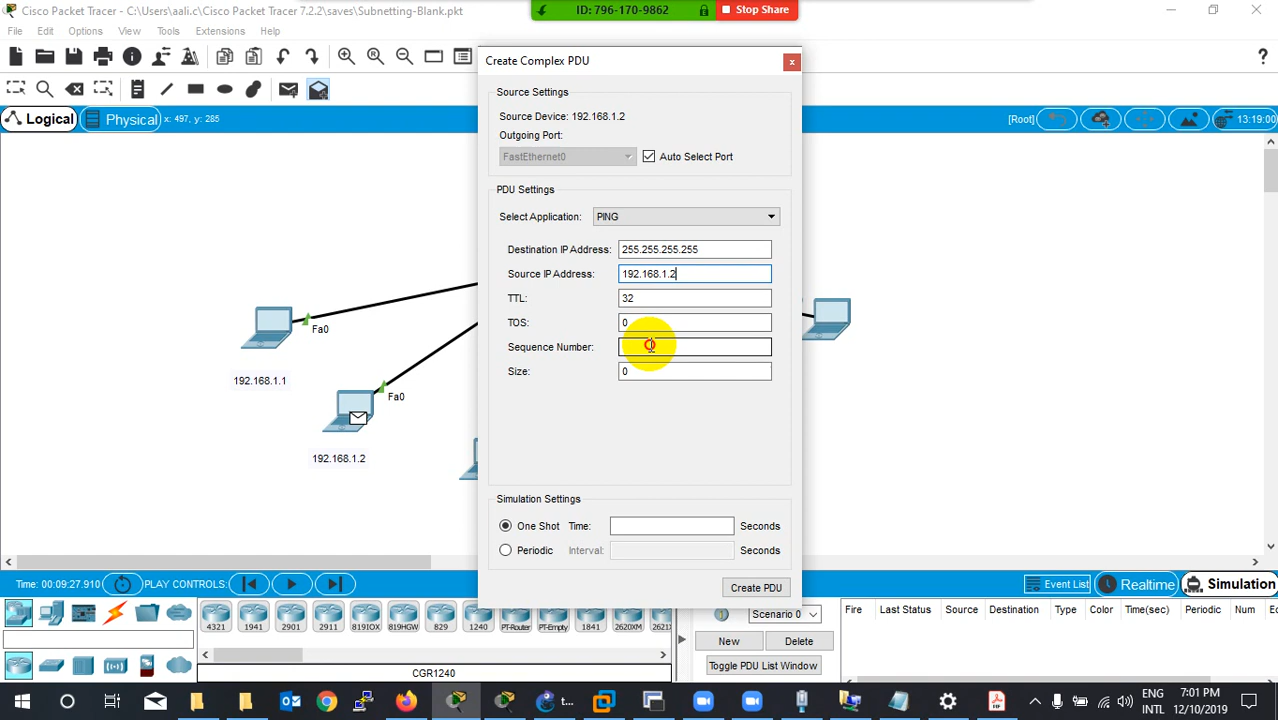 Cisco Packet Tracer - C:\Users\aali.c\Cisco Packet Tracer 7.2.2\saves\Subnetting-Blank.pkt
ID: 796-170-9862
Stop Share
File Edit Options View Tools Extensions Help
Logical
Physical
x: 497, y: 285
[Root]
13:19:00
Create Complex PDU
Source Settings
Source Device: 192.168.1.2
Outgoing Port:
FastEthernet0
Auto Select Port
PDU Settings
Select Application: PING
Destination IP Address: 255.255.255.255
Source IP Address: 192.168.1.2
TTL: 32
TOS: 0
Sequence Number:
Size: 0
Simulation Settings
One Shot Time: Seconds
Periodic Interval: Seconds
Create PDU
Fa0
192.168.1.1
Fa0
192.168.1.2
Time: 00:09:27.910
PLAY CONTROLS:
Event List
Realtime
Simulation
4321 1941 2901 2911 819IOX 819HGW 829 1240 PT-Router PT-Empty 1841 2620XM 2621X
CGR1240
Scenario 0
New
Delete
Toggle PDU List Window
Fire Last Status Source Destination Type Color Time(sec) Periodic Num
t...
ENG
INTL
7:01 PM
12/10/2019